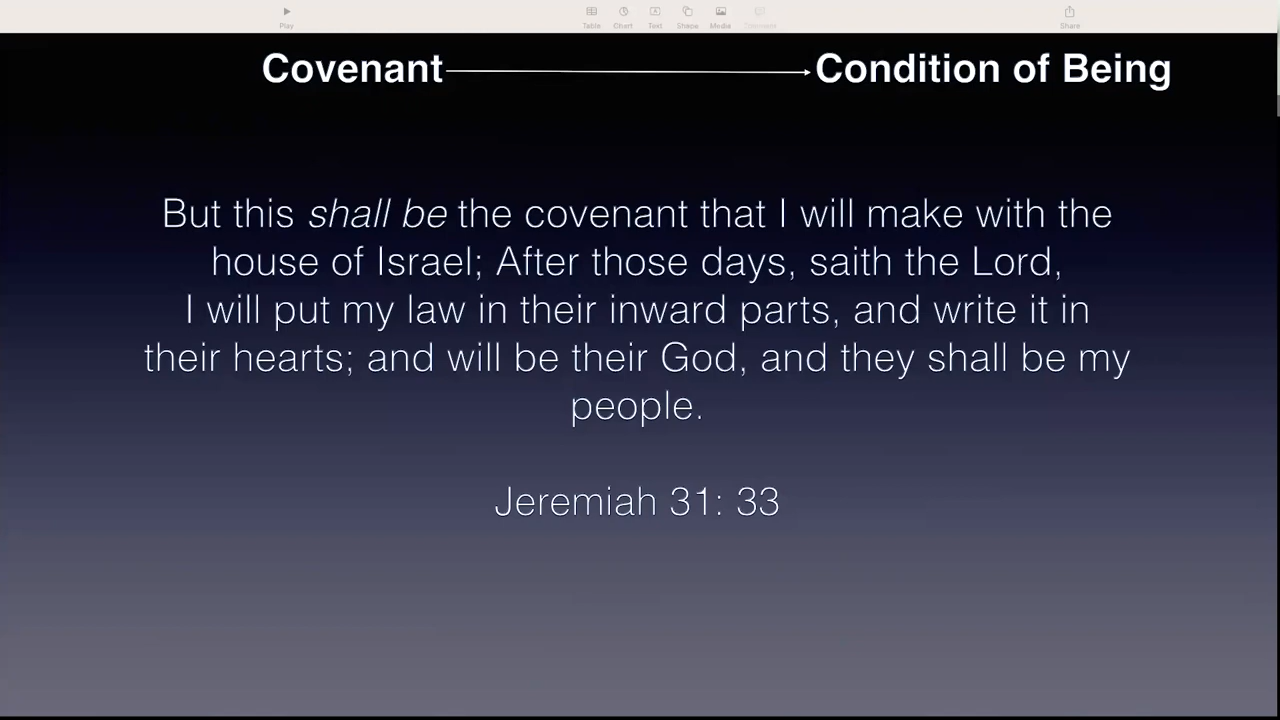 Play Table Chart Text Shape Media Comment Share
Covenant Condition of Being
But this shall be the covenant that I will make with the
house of Israel; After those days, saith the Lord,
I will put my law in their inward parts, and write it in
their hearts; and will be their God, and they shall be my
people.
Jeremiah 31: 33